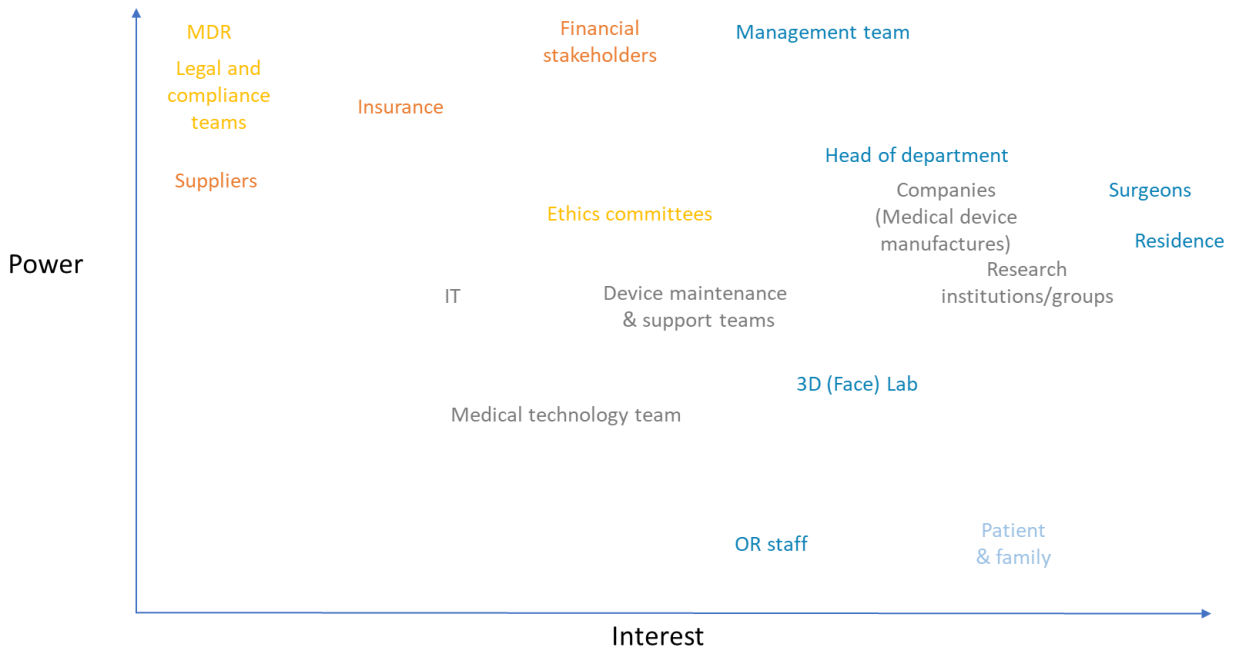 MDR
Financial
stakeholders
Management team
Legal and
compliance
teams
Insurance
Head of department
Suppliers
Companies
(Medical device
manufactures)
Surgeons
Ethics committees
Residence
Power
IT
Device maintenance
& support teams
Research
institutions/groups
3D (Face) Lab
Medical technology team
OR staff
Patient
& family
Interest